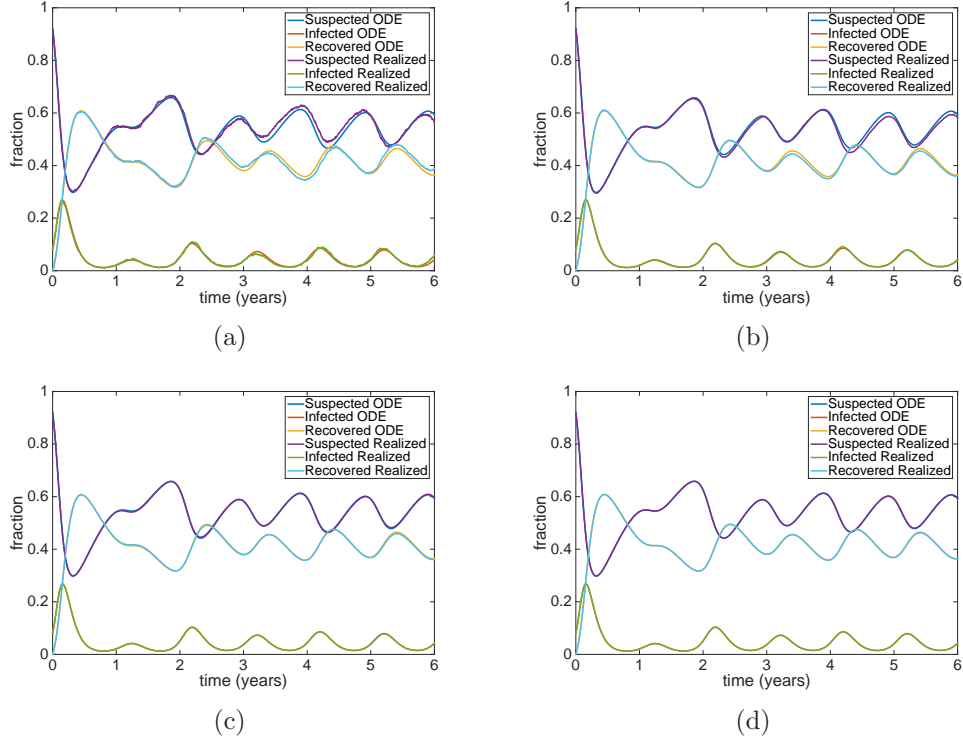 1
0.8
0.6
0.4
0.2
0
fraction
Suspected ODE
Infected ODE
Recovered ODE
Suspected Realized
Infected Realized
Recovered Realized
0 1 2 3 4 5 6
time (years)
(a)
1
0.8
0.6
0.4
0.2
0
fraction
Suspected ODE
Infected ODE
Recovered ODE
Suspected Realized
Infected Realized
Recovered Realized
0 1 2 3 4 5 6
time (years)
(b)
1
0.8
0.6
0.4
0.2
0
fraction
Suspected ODE
Infected ODE
Recovered ODE
Suspected Realized
Infected Realized
Recovered Realized
0 1 2 3 4 5 6
time (years)
(c)
1
0.8
0.6
0.4
0.2
0
fraction
Suspected ODE
Infected ODE
Recovered ODE
Suspected Realized
Infected Realized
Recovered Realized
0 1 2 3 4 5 6
time (years)
(d)